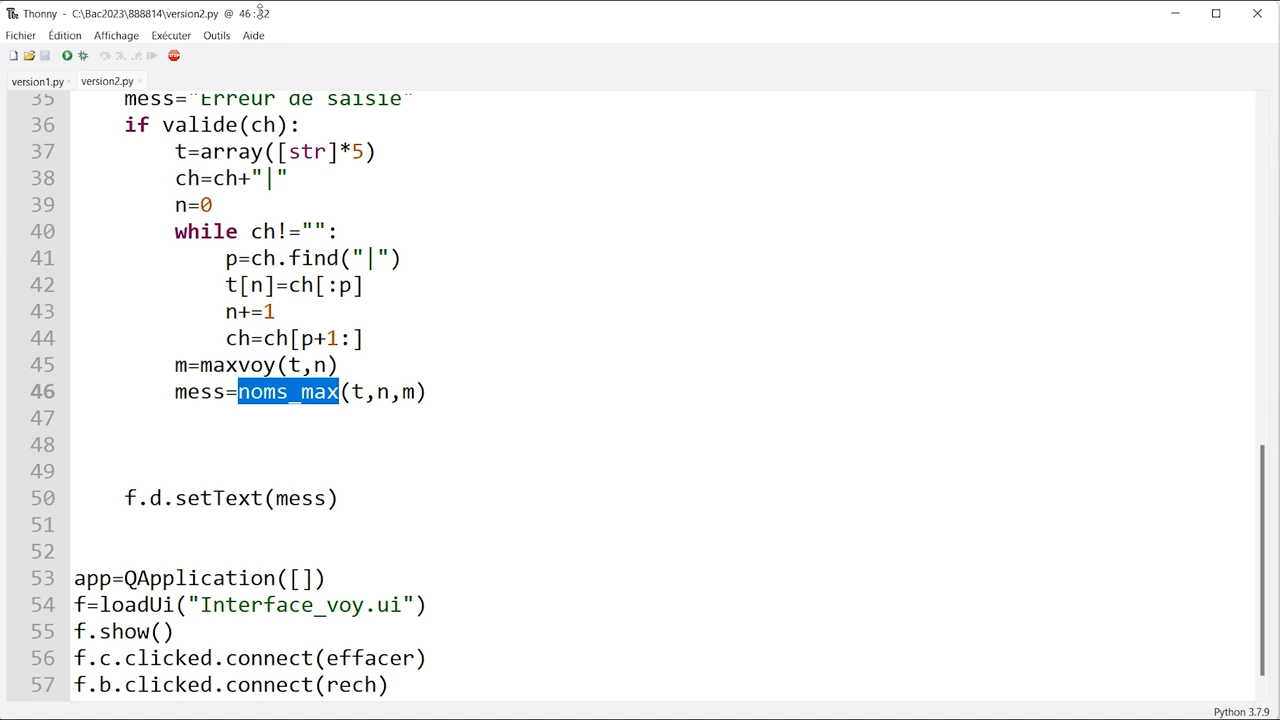 Thonny - C:\Bac2023\888814\version2.py @ 46:32
Fichier Édition Affichage Exécuter Outils Aide
version1.py version2.py
35 mess="Erreur de saisie"
36 if valide(ch):
37 t=array([str]*5)
38 ch=ch+"|"
39 n=0
40 while ch!="":
41 p=ch.find("|")
42 t[n]=ch[:p]
43 n+=1
44 ch=ch[p+1:]
45 m=maxvoy(t,n)
46 mess=noms_max(t,n,m)
47
48
49
50 f.d.setText(mess)
51
52
53 app=QApplication([])
54 f=loadUi("Interface_voy.ui")
55 f.show()
56 f.c.clicked.connect(effacer)
57 f.b.clicked.connect(rech)
Python 3.7.9